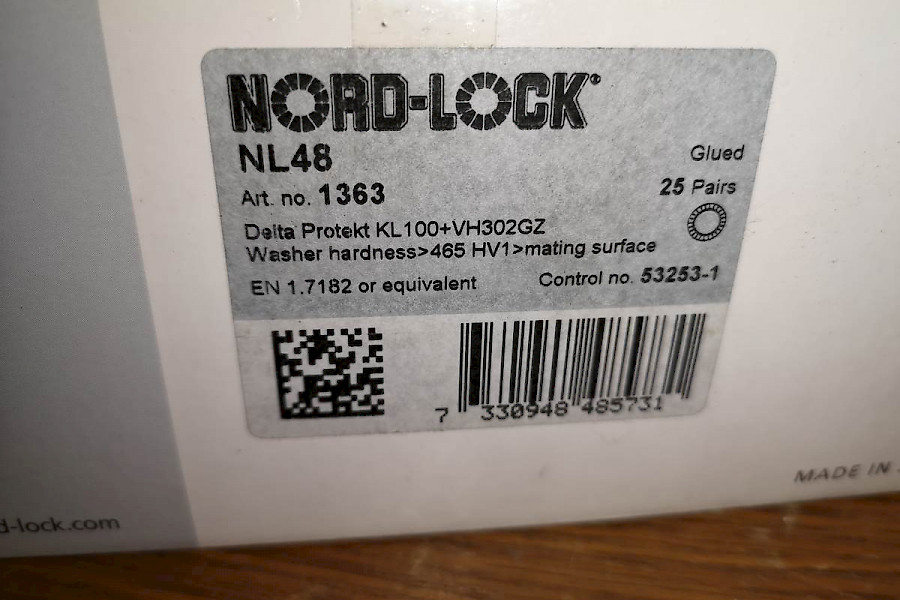 NORD-LOCK®
NL48
Glued
Art. no. 1363
25 Pairs
Delta Protekt KL100+VH302GZ
Washer hardness>465 HV1>mating surface
EN 1.7182 or equivalent
Control no. 53253-1
7 330948 485731
MADE IN
d-lock.com